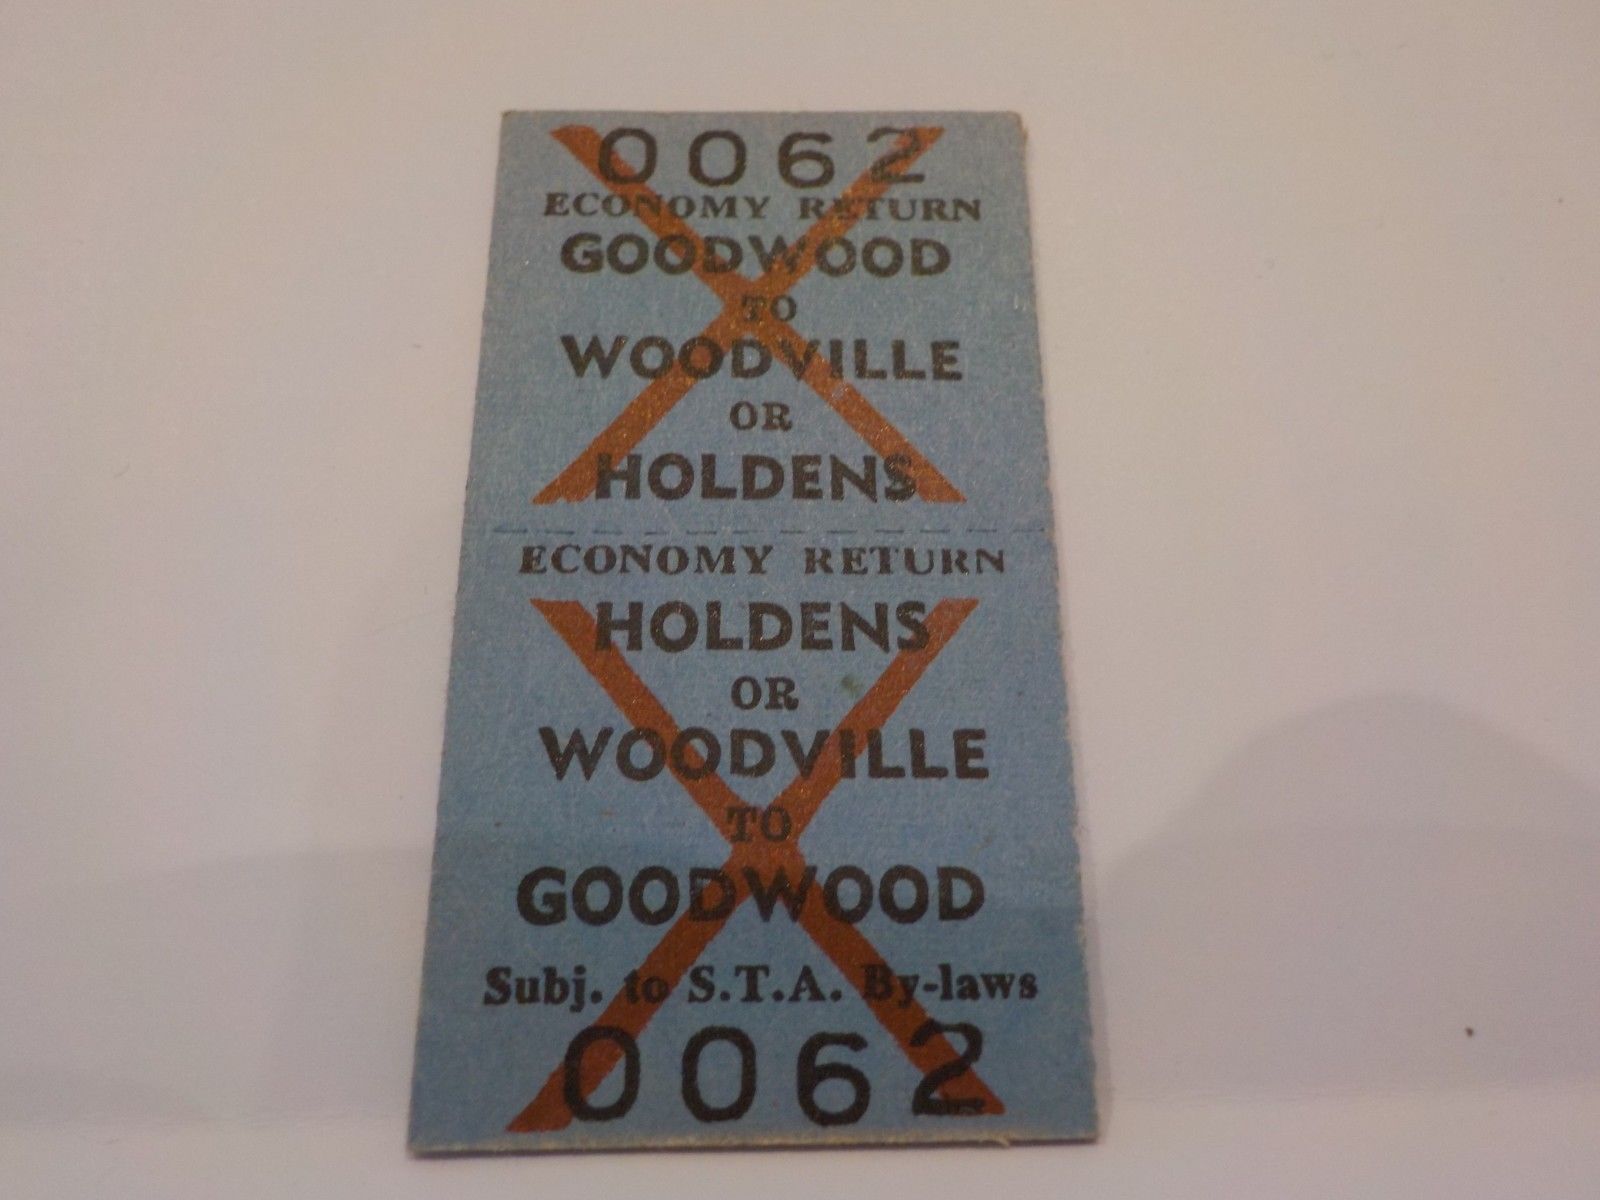 0062
ECONOMY RETURN
GOODWOOD
TO
WOODVILLE
OR
HOLDENS
ECONOMY RETURN
HOLDENS
OR
WOODVILLE
TO
GOODWOOD
Subj. to S.T.A. By-laws
0062